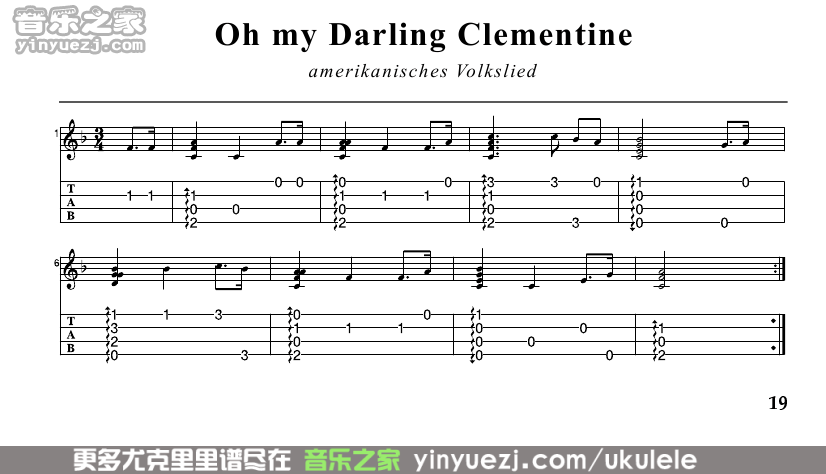 音乐之家
yinyuezj.com
Oh my Darling Clementine
amerikanisches Volkslied
1
3
4
T 1 1 1 0 2 0 0 0 0 1 0 2 1 1 0 3 1 0 2 3 3 0 1 0 0 0 0 0
A
B
6
T 1 3 2 0 1 3 3 0 1 0 2 1 1 0 1 0 0 0 0 0 0 1 0 2
A
B
19
更多尤克里里谱尽在 音乐之家 yinyuezj.com/ukulele